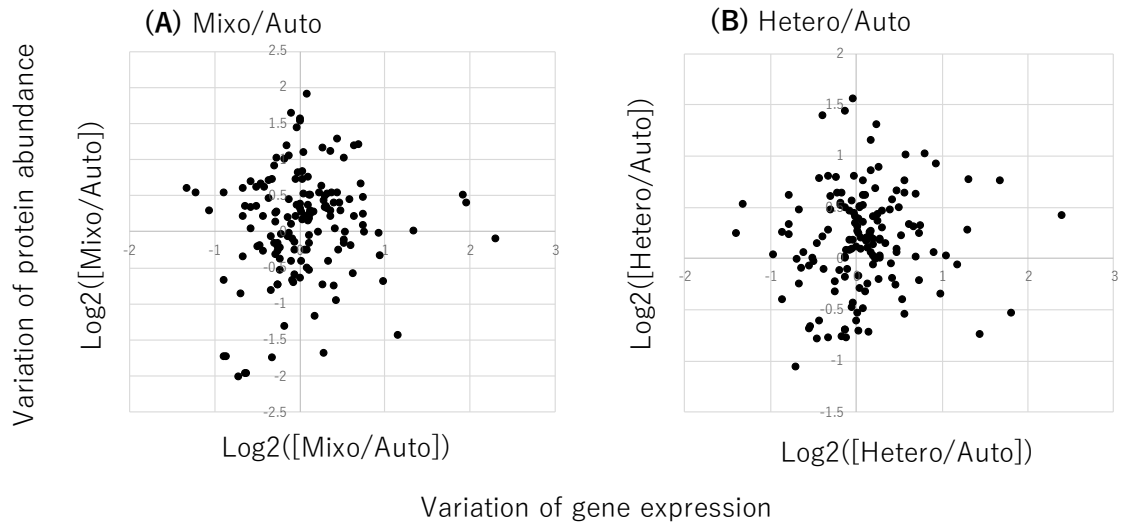 (A) Mixo/Auto
(B) Hetero/Auto
Variation of protein abundance
Log2([Mixo/Auto])
2.5
2
1.5
1
0.5
0
-0.5
-1
-1.5
-2
-2.5
-2 -1 0 1 2 3
Log2([Mixo/Auto])
Log2([Hetero/Auto])
2
1.5
1
0.5
0
-0.5
-1
-1.5
-2 -1 0 1 2 3
Log2([Hetero/Auto])
Variation of gene expression